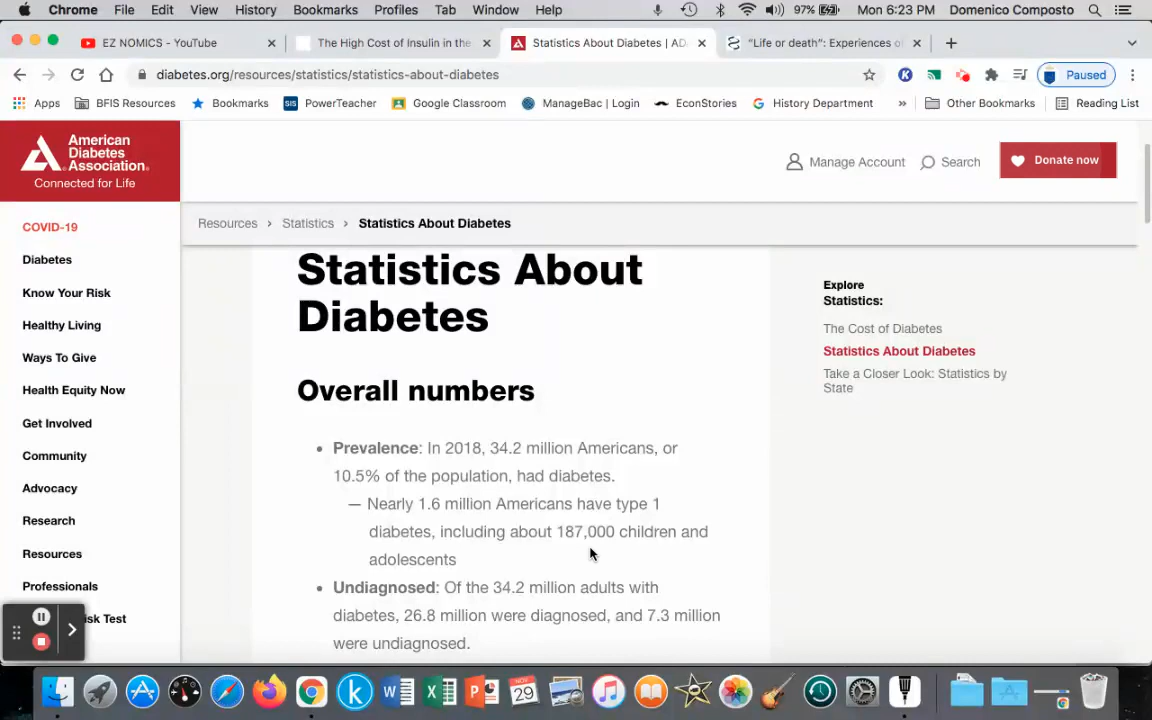 Chrome File Edit View History Bookmarks Profiles Tab Window Help 97% Mon 6:23 PM Domenico Composto
EZ NOMICS - YouTube × The High Cost of Insulin in the × Statistics About Diabetes | AD × “Life or death”: Experiences o × +
diabetes.org/resources/statistics/statistics-about-diabetes Paused
Apps BFIS Resources Bookmarks SIS PowerTeacher Google Classroom ManageBac | Login EconStories History Department » Other Bookmarks Reading List
American
Diabetes
Association®
Connected for Life
Manage Account Search Donate now
Resources › Statistics › Statistics About Diabetes
COVID-19
Diabetes
Know Your Risk
Healthy Living
Ways To Give
Health Equity Now
Get Involved
Community
Advocacy
Research
Resources
Professionals
isk Test
Statistics About
Diabetes
Overall numbers
• Prevalence: In 2018, 34.2 million Americans, or
10.5% of the population, had diabetes.
— Nearly 1.6 million Americans have type 1
diabetes, including about 187,000 children and
adolescents
• Undiagnosed: Of the 34.2 million adults with
diabetes, 26.8 million were diagnosed, and 7.3 million
were undiagnosed.
Explore
Statistics:
The Cost of Diabetes
Statistics About Diabetes
Take a Closer Look: Statistics by
State
NOV
29